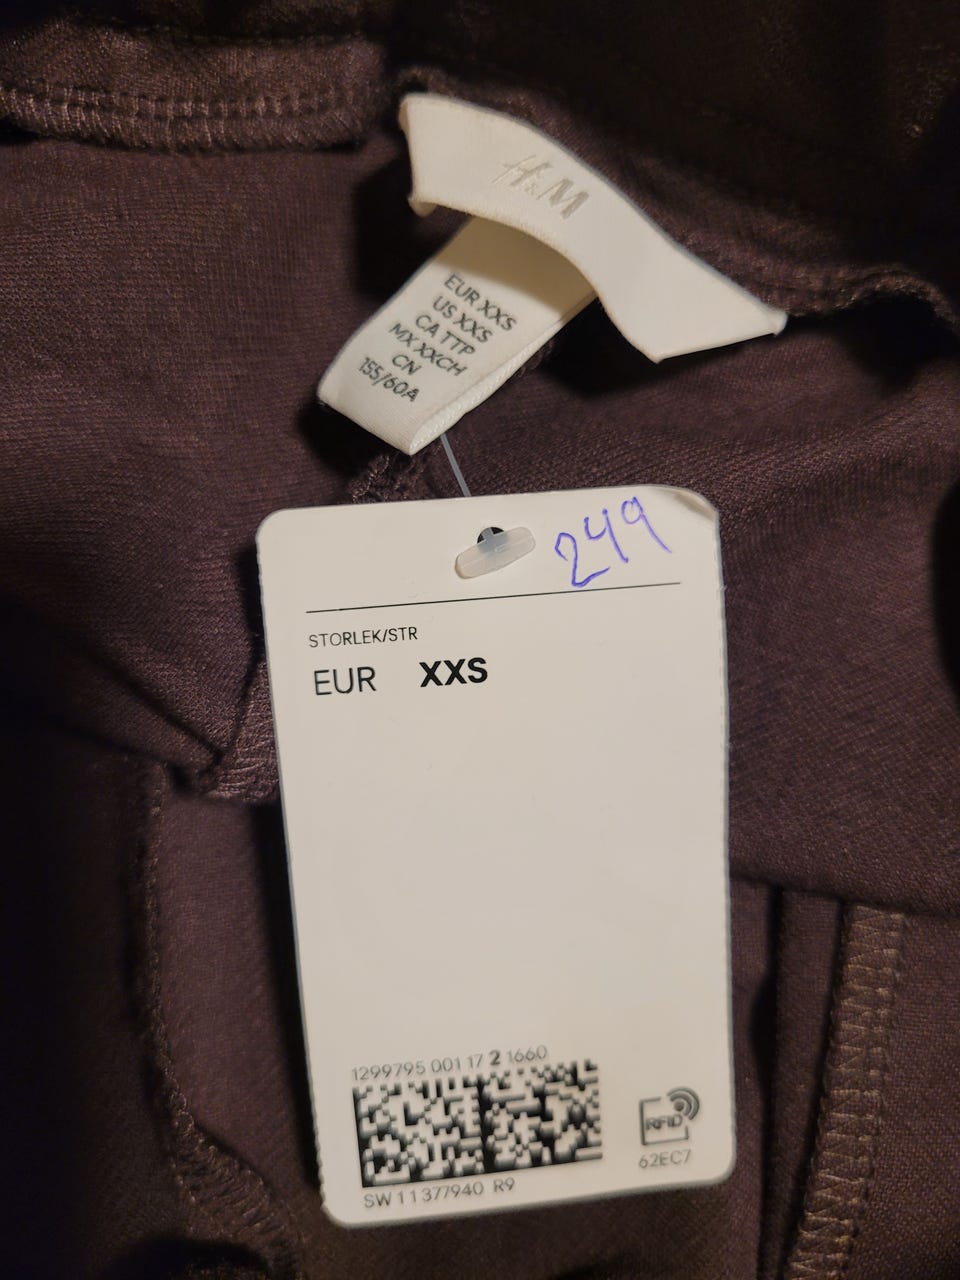 H&M
EUR XXS
US XXS
CA TTP
MX XXCH
CN
155/60A
249
STORLEK/STR
EUR XXS
1299795 001 17 2 1660
RFID
62EC7
SW 11377940 R9